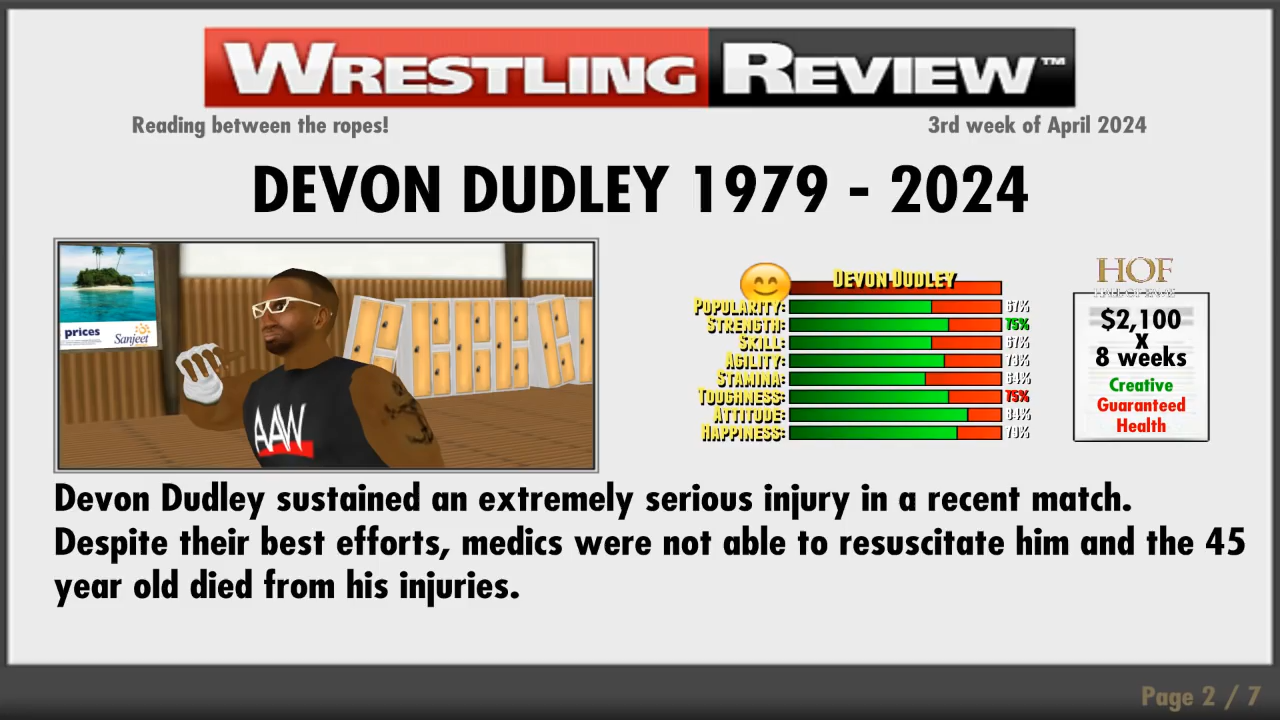 WRESTLING REVIEW™
Reading between the ropes!
3rd week of April 2024
DEVON DUDLEY 1979 - 2024
prices
Sanjeet
AAW
DEVON DUDLEY
POPULARITY: 67%
STRENGTH: 75%
SKILL: 67%
AGILITY: 73%
STAMINA: 64%
TOUGHNESS: 75%
ATTITUDE: 84%
HAPPINESS: 79%
HOF
$2,100
X
8 weeks
Creative
Guaranteed
Health
Devon Dudley sustained an extremely serious injury in a recent match.
Despite their best efforts, medics were not able to resuscitate him and the 45
year old died from his injuries.
Page 2 / 7